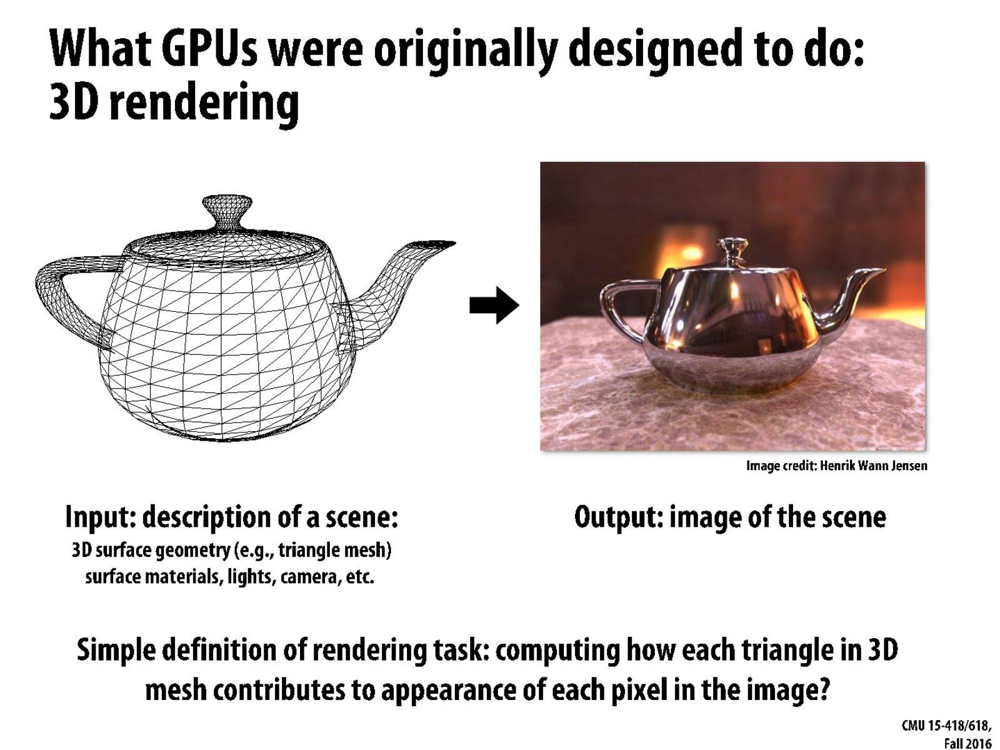 What GPUs were originally designed to do:
3D rendering
Image credit: Henrik Wann Jensen
Input: description of a scene:
3D surface geometry (e.g., triangle mesh)
surface materials, lights, camera, etc.
Output: image of the scene
Simple definition of rendering task: computing how each triangle in 3D
mesh contributes to appearance of each pixel in the image?
CMU 15-418/618,
Fall 2016